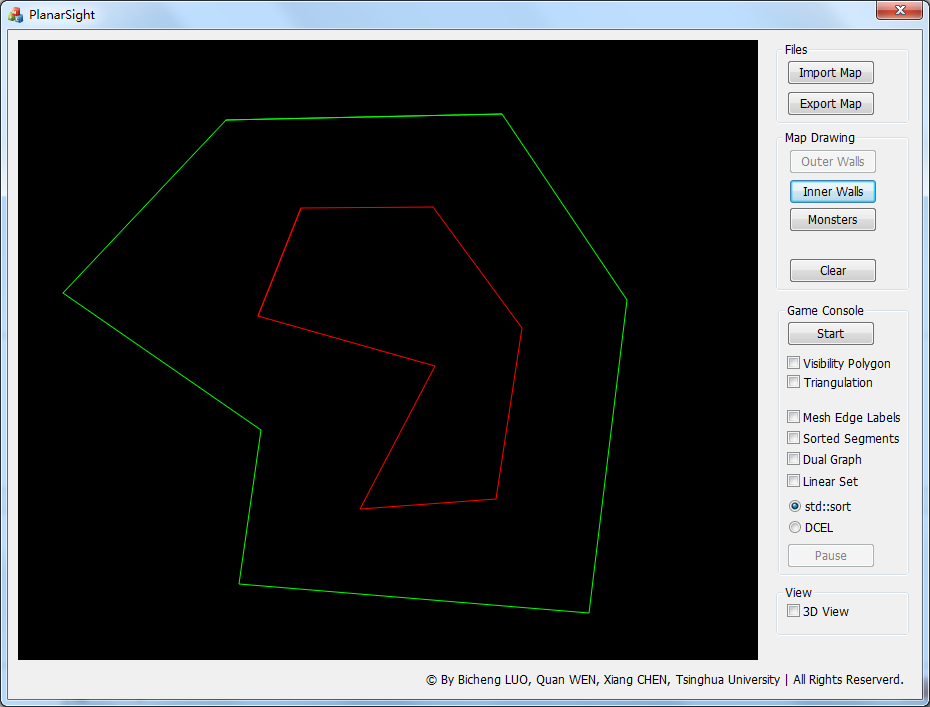 PlanarSight
Files
Import Map
Export Map
Map Drawing
Outer Walls
Inner Walls
Monsters
Clear
Game Console
Start
Visibility Polygon
Triangulation
Mesh Edge Labels
Sorted Segments
Dual Graph
Linear Set
std::sort
DCEL
Pause
View
3D View
© By Bicheng LUO, Quan WEN, Xiang CHEN, Tsinghua University | All Rights Reserverd.